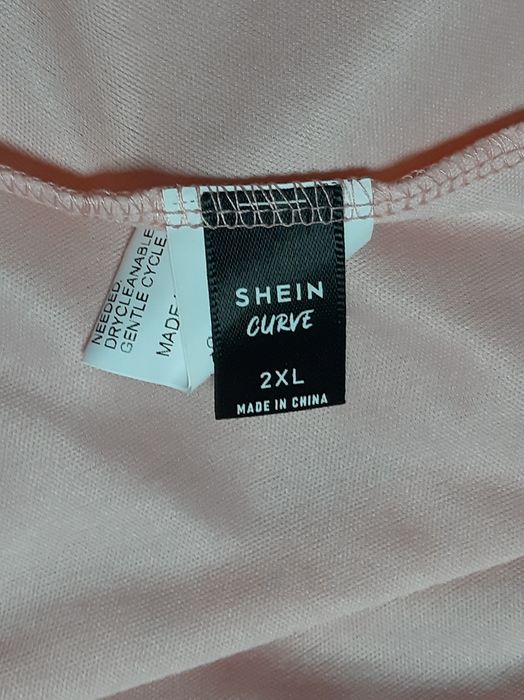 NEEDED.
DRYCLEANABLE
GENTLE CYCLE.
MADE
SHEIN
CURVE
2XL
MADE IN CHINA